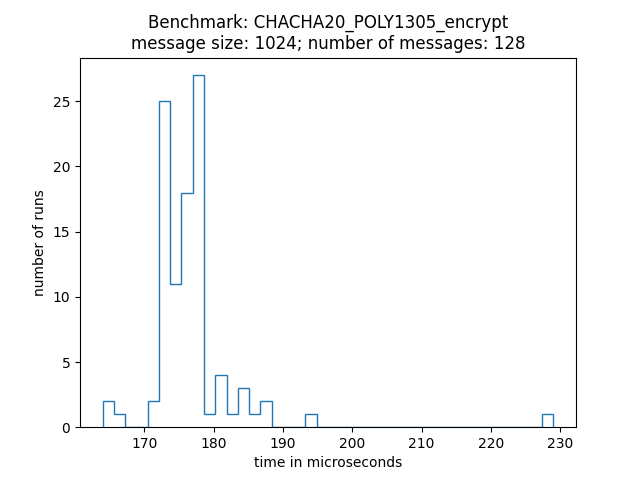 Benchmark: CHACHA20_POLY1305_encrypt
message size: 1024; number of messages: 128
number of runs
25
20
15
10
5
0
170 180 190 200 210 220 230
time in microseconds